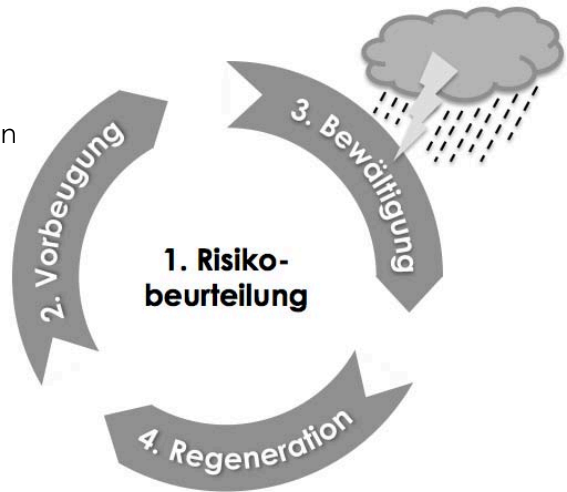 n
2. Vorbeugung
3. Bewältigung
1. Risiko-
beurteilung
4. Regeneration